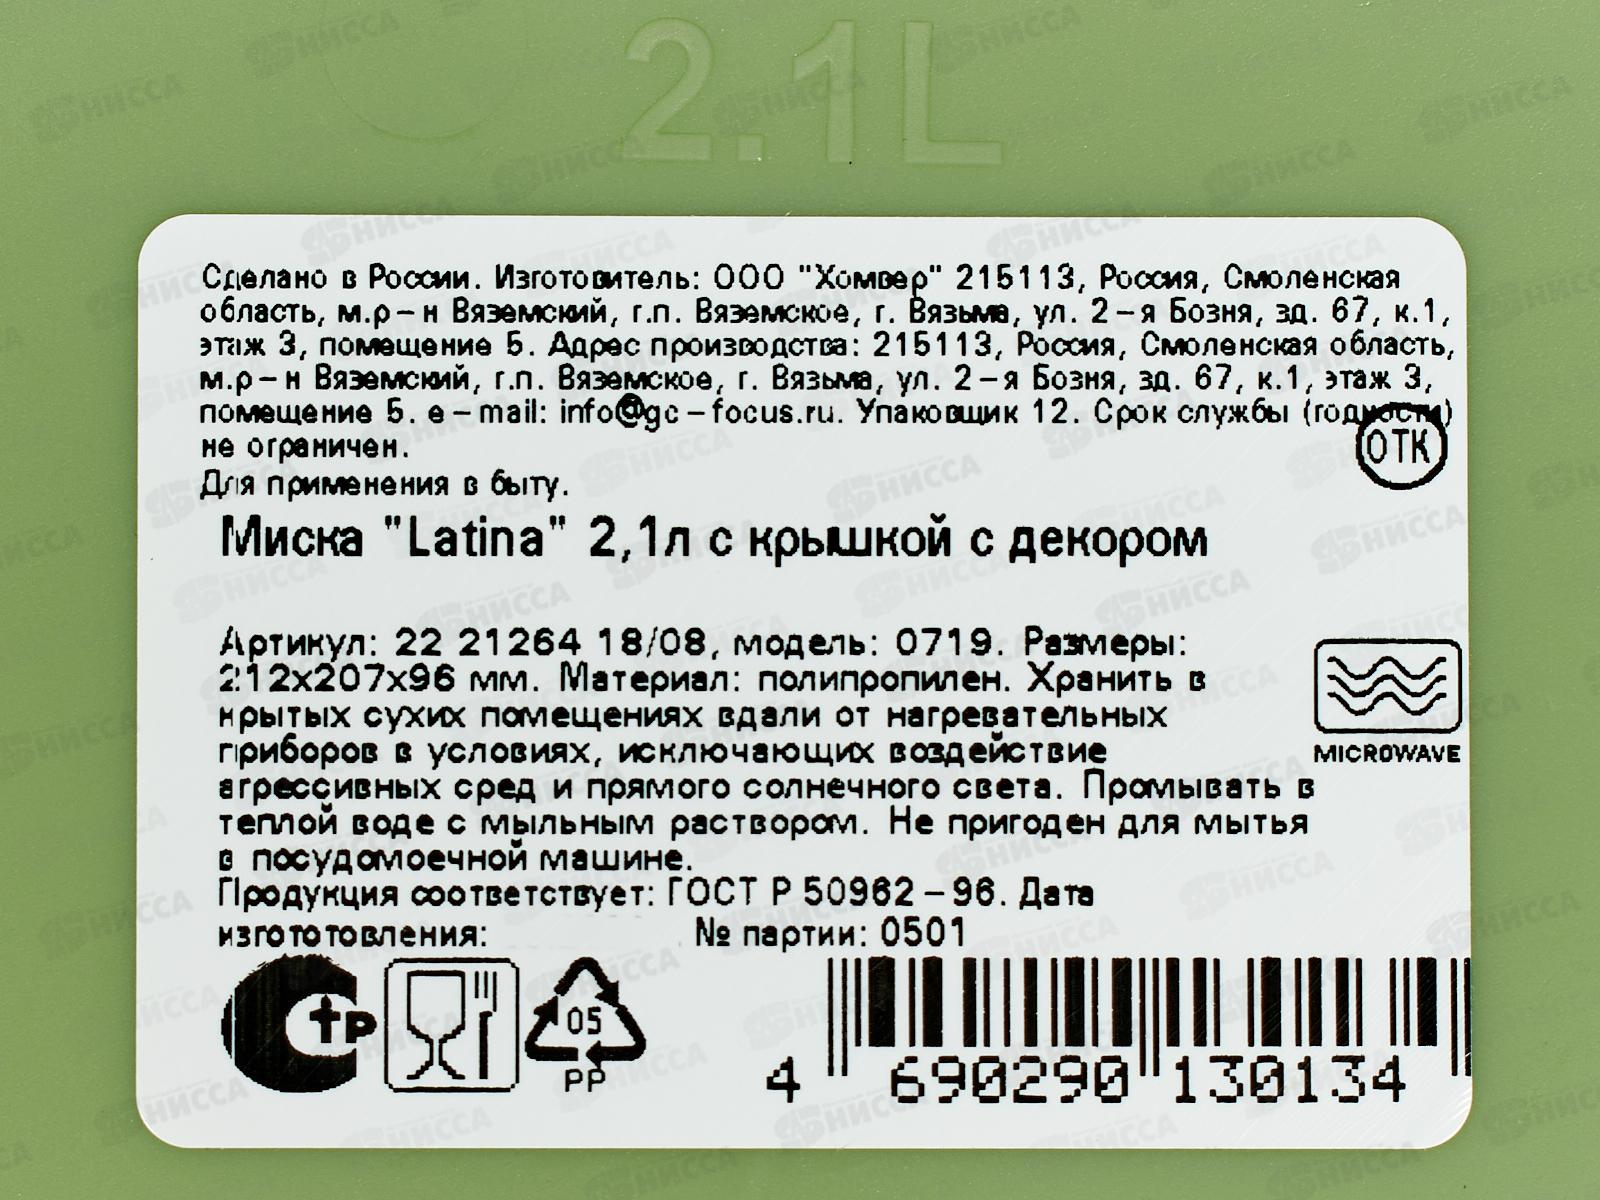 2.1L
Сделано в России. Изготовитель: ООО "Хомвер" 215113, Россия, Смоленская
область, м.р-н Вяземский, г.п. Вяземское, г. Вязьма, ул. 2-я Бозня, зд. 67, к.1,
этаж 3, помещение 5. Адрес производства: 215113, Россия, Смоленская область,
м.р-н Вяземский, г.п. Вяземское, г. Вязьма, ул. 2-я Бозня, зд. 67, к.1, этаж 3,
помещение 5. e-mail: info@gc-focus.ru. Упаковщик 12. Срок службы (годности)
не ограничен.
ОТК
Для применения в быту.
Миска "Latina" 2,1л с крышкой с декором
Артикул: 22 21264 18/08, модель: 0719. Размеры:
212х207х96 мм. Материал: полипропилен. Хранить в
крытых сухих помещениях вдали от нагревательных
приборов в условиях, исключающих воздействие
агрессивных сред и прямого солнечного света. Промывать в
теплой воде с мыльным раствором. Не пригоден для мытья
в посудомоечной машине.
MICROWAVE
Продукция соответствует: ГОСТ Р 50962-96. Дата
изгототовления: № партии: 0501
СТР
05
PP
4 690290 130134
НИССА